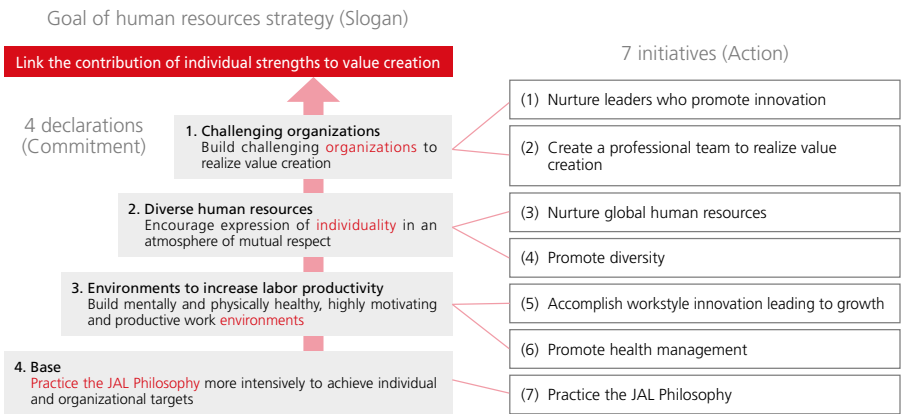 Goal of human resources strategy (Slogan)
Link the contribution of individual strengths to value creation
4 declarations
(Commitment)
1. Challenging organizations
Build challenging organizations to
realize value creation
2. Diverse human resources
Encourage expression of individuality in an
atmosphere of mutual respect
3. Environments to increase labor productivity
Build mentally and physically healthy, highly motivating
and productive work environments
4. Base
Practice the JAL Philosophy more intensively to achieve individual
and organizational targets
7 initiatives (Action)
(1) Nurture leaders who promote innovation
(2) Create a professional team to realize value
creation
(3) Nurture global human resources
(4) Promote diversity
(5) Accomplish workstyle innovation leading to growth
(6) Promote health management
(7) Practice the JAL Philosophy